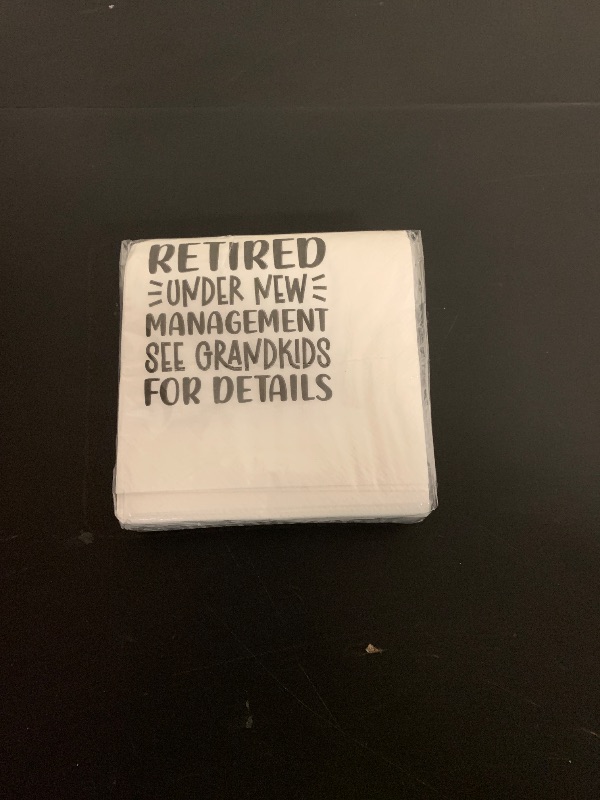 RETIRED
UNDER NEW
MANAGEMENT
SEE GRANDKIDS
FOR DETAILS